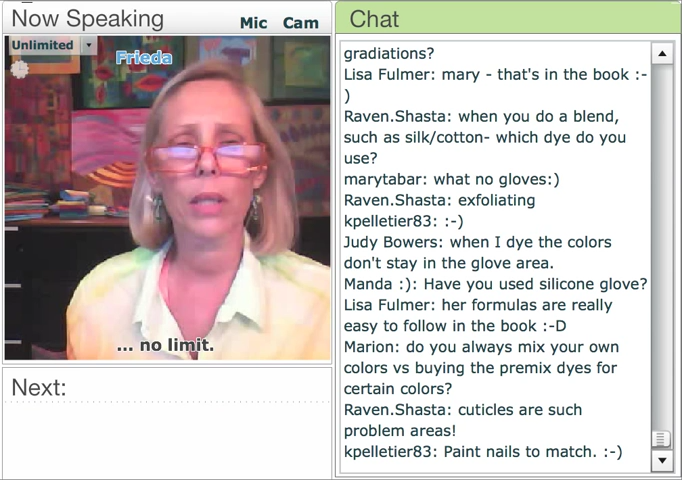 Now Speaking
Mic Cam
Unlimited
Frieda
... no limit.
Next:
Chat
gradiations?
Lisa Fulmer: mary - that's in the book :-
)
Raven.Shasta: when you do a blend,
such as silk/cotton- which dye do you
use?
marytabar: what no gloves:)
Raven.Shasta: exfoliating
kpelletier83: :-)
Judy Bowers: when I dye the colors
don't stay in the glove area.
Manda :): Have you used silicone glove?
Lisa Fulmer: her formulas are really
easy to follow in the book :-D
Marion: do you always mix your own
colors vs buying the premix dyes for
certain colors?
Raven.Shasta: cuticles are such
problem areas!
kpelletier83: Paint nails to match. :-)